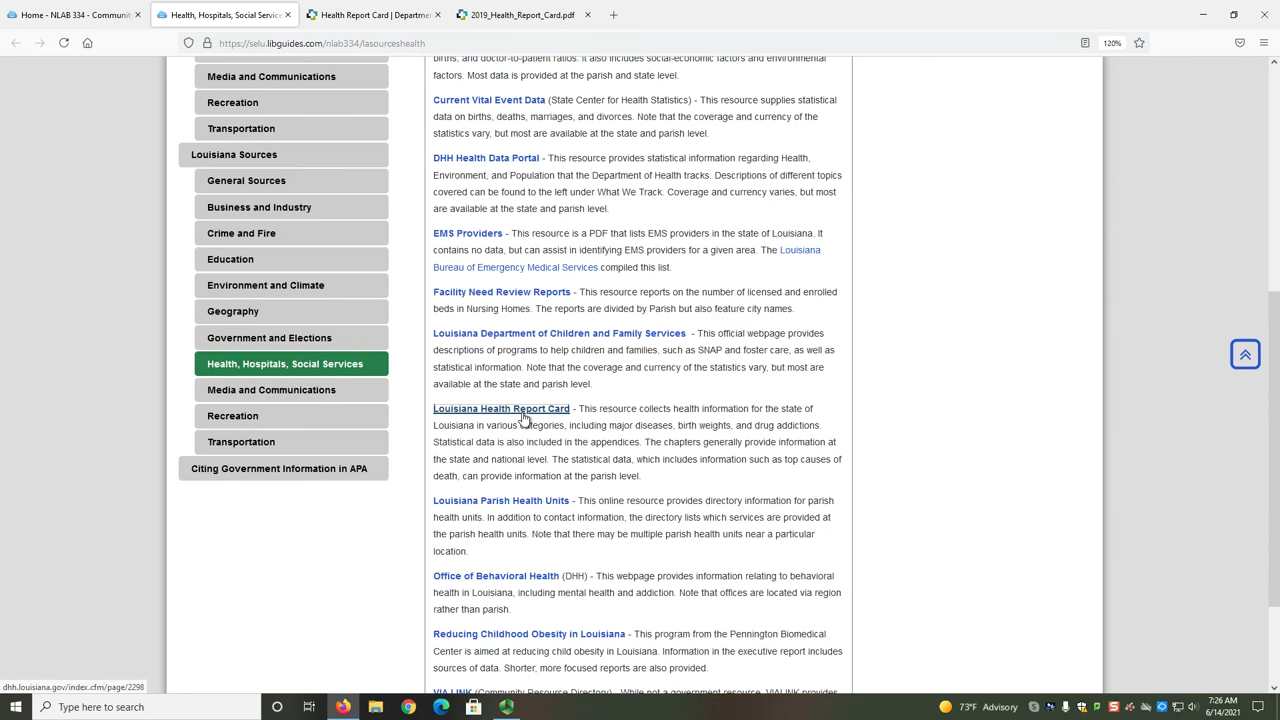 Home - NLAB 334 - Communit
Health, Hospitals, Social Service
Health Report Card | Departmen
2019_Health_Report_Card.pdf
https://selu.libguides.com/nlab334/lasourceshealth
120%
births, and doctor-to-patient ratios. It also includes social-economic factors and environmental
factors. Most data is provided at the parish and state level.
Current Vital Event Data (State Center for Health Statistics) - This resource supplies statistical
data on births, deaths, marriages, and divorces. Note that the coverage and currency of the
statistics vary, but most are available at the state and parish level.
DHH Health Data Portal - This resource provides statistical information regarding Health,
Environment, and Population that the Department of Health tracks. Descriptions of different topics
covered can be found to the left under What We Track. Coverage and currency varies, but most
are available at the state and parish level.
EMS Providers - This resource is a PDF that lists EMS providers in the state of Louisiana. It
contains no data, but can assist in identifying EMS providers for a given area. The Louisiana
Bureau of Emergency Medical Services compiled this list.
Facility Need Review Reports - This resource reports on the number of licensed and enrolled
beds in Nursing Homes. The reports are divided by Parish but also feature city names.
Louisiana Department of Children and Family Services - This official webpage provides
descriptions of programs to help children and families, such as SNAP and foster care, as well as
statistical information. Note that the coverage and currency of the statistics vary, but most are
available at the state and parish level.
Louisiana Health Report Card - This resource collects health information for the state of
Louisiana in various categories, including major diseases, birth weights, and drug addictions.
Statistical data is also included in the appendices. The chapters generally provide information at
the state and national level. The statistical data, which includes information such as top causes of
death, can provide information at the parish level.
Louisiana Parish Health Units - This online resource provides directory information for parish
health units. In addition to contact information, the directory lists which services are provided at
the parish health units. Note that there may be multiple parish health units near a particular
location.
Office of Behavioral Health (DHH) - This webpage provides information relating to behavioral
health in Louisiana, including mental health and addiction. Note that offices are located via region
rather than parish.
Reducing Childhood Obesity in Louisiana - This program from the Pennington Biomedical
Center is aimed at reducing child obesity in Louisiana. Information in the executive report includes
sources of data. Shorter, more focused reports are also provided.
VIA LINK (Community Resource Directory) - While not a government resource, VIALINK provides
Media and Communications
Recreation
Transportation
Louisiana Sources
General Sources
Business and Industry
Crime and Fire
Education
Environment and Climate
Geography
Government and Elections
Health, Hospitals, Social Services
Media and Communications
Recreation
Transportation
Citing Government Information in APA
dhh.louisiana.gov/index.cfm/page/2298
Type here to search
73°F Advisory
7:26 AM
6/14/2021